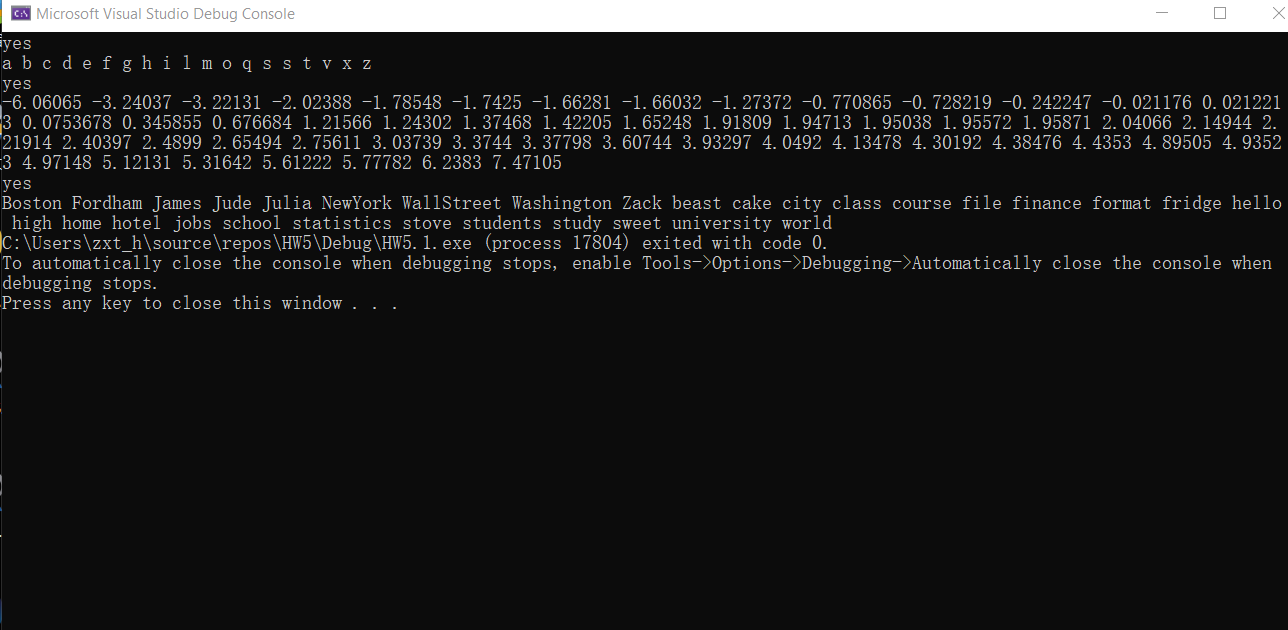 Microsoft Visual Studio Debug Console
yes
a b c d e f g h i l m o q s s t v x z
yes
-6.06065 -3.24037 -3.22131 -2.02388 -1.78548 -1.7425 -1.66281 -1.66032 -1.27372 -0.770865 -0.728219 -0.242247 -0.021176 0.021221
3 0.0753678 0.345855 0.676684 1.21566 1.24302 1.37468 1.42205 1.65248 1.91809 1.94713 1.95038 1.95572 1.95871 2.04066 2.14944 2.
21914 2.40397 2.4899 2.65494 2.75611 3.03739 3.3744 3.37798 3.60744 3.93297 4.0492 4.13478 4.30192 4.38476 4.4353 4.89505 4.9352
3 4.97148 5.12131 5.31642 5.61222 5.77782 6.2383 7.47105
yes
Boston Fordham James Jude Julia NewYork WallStreet Washington Zack beast cake city class course file finance format fridge hello
 high home hotel jobs school statistics stove students study sweet university world
C:\Users\zxt_h\source\repos\HW5\Debug\HW5.1.exe (process 17804) exited with code 0.
To automatically close the console when debugging stops, enable Tools->Options->Debugging->Automatically close the console when
debugging stops.
Press any key to close this window . . .